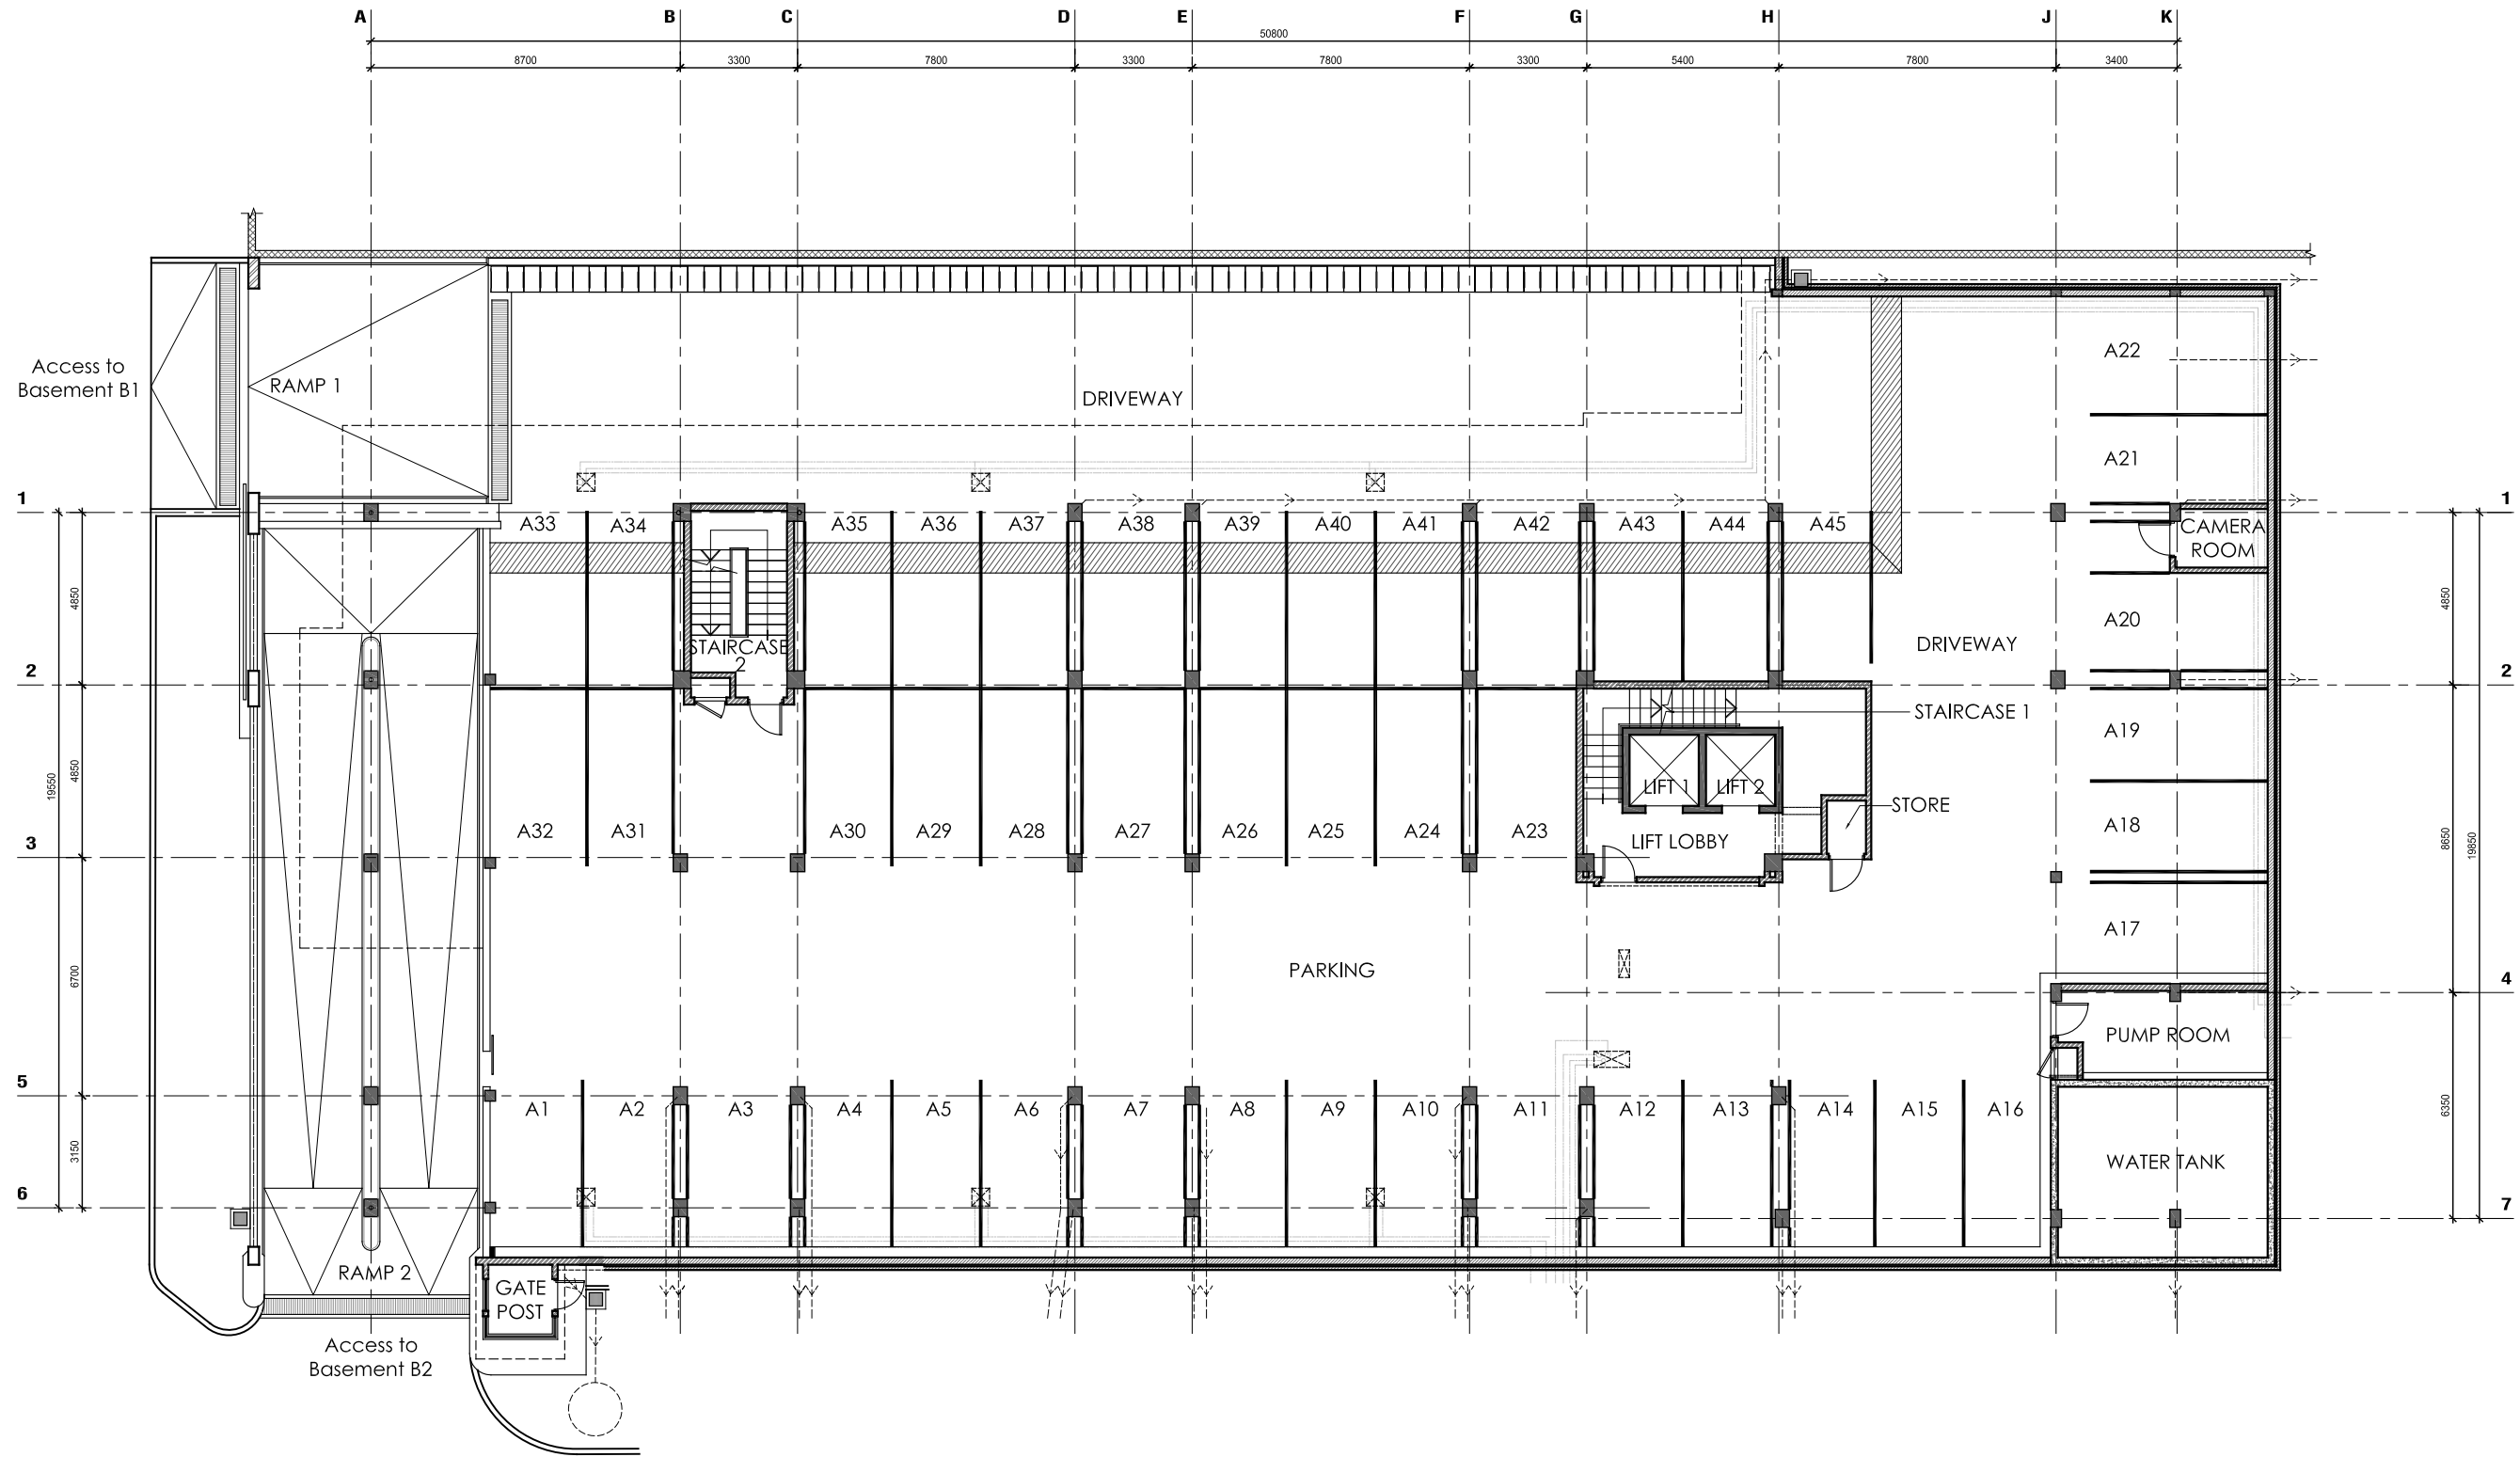 A B C D E F G H J K
50800
8700 3300 7800 3300 7800 3300 5400 7800 3400
Access to
Basement B1
RAMP 1
DRIVEWAY
A22
A21
1 1
A33 A34 A35 A36 A37 A38 A39 A40 A41 A42 A43 A44 A45
CAMERA
ROOM
4850 4850
A20
DRIVEWAY
STAIRCASE
2
2 2
STAIRCASE 1
A19
LIFT 1 LIFT 2
STORE
19550 4850 8650 19850
A32 A31 A30 A29 A28 A27 A26 A25 A24 A23
LIFT LOBBY
A18
3
A17
6700
PARKING
4
PUMP ROOM
5
A1 A2 A3 A4 A5 A6 A7 A8 A9 A10 A11 A12 A13 A14 A15 A16
6350
3150
WATER TANK
6 7
RAMP 2
GATE
POST
Access to
Basement B2